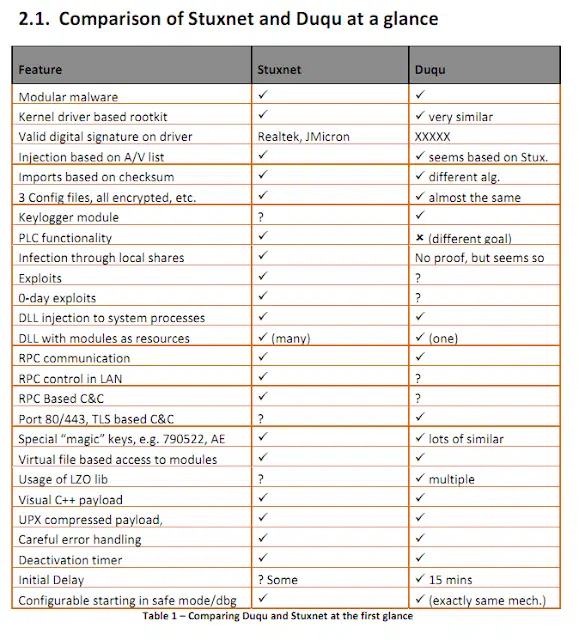 2.1. Comparison of Stuxnet and Duqu at a glance
Feature Stuxnet Duqu
Modular malware ✓ ✓
Kernel driver based rootkit ✓ ✓ very similar
Valid digital signature on driver Realtek, JMicron XXXXX
Injection based on A/V list ✓ ✓ seems based on Stux.
Imports based on checksum ✓ ✓ different alg.
3 Config files, all encrypted, etc. ✓ ✓ almost the same
Keylogger module ? ✓
PLC functionality ✓ ✗ (different goal)
Infection through local shares ✓ No proof, but seems so
Exploits ✓ ?
0-day exploits ✓ ?
DLL injection to system processes ✓ ✓
DLL with modules as resources ✓ (many) ✓ (one)
RPC communication ✓ ✓
RPC control in LAN ✓ ?
RPC Based C&C ✓ ?
Port 80/443, TLS based C&C ? ✓
Special “magic” keys, e.g. 790522, AE ✓ ✓ lots of similar
Virtual file based access to modules ✓ ✓
Usage of LZO lib ? ✓ multiple
Visual C++ payload ✓ ✓
UPX compressed payload, ✓ ✓
Careful error handling ✓ ✓
Deactivation timer ✓ ✓
Initial Delay ? Some ✓ 15 mins
Configurable starting in safe mode/dbg ✓ ✓ (exactly same mech.)
Table 1 – Comparing Duqu and Stuxnet at the first glance